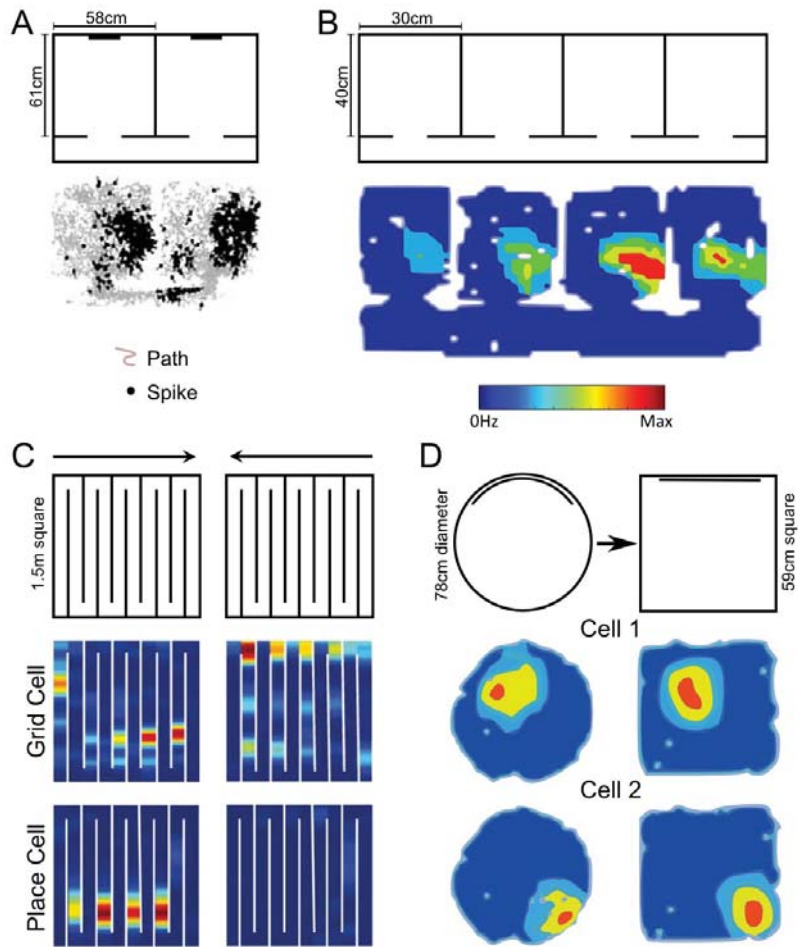 A
58cm
61cm
Path
Spike
B
30cm
40cm
0Hz
Max
C
1.5m square
Grid Cell
Place Cell
D
78cm diameter
59cm square
Cell 1
Cell 2